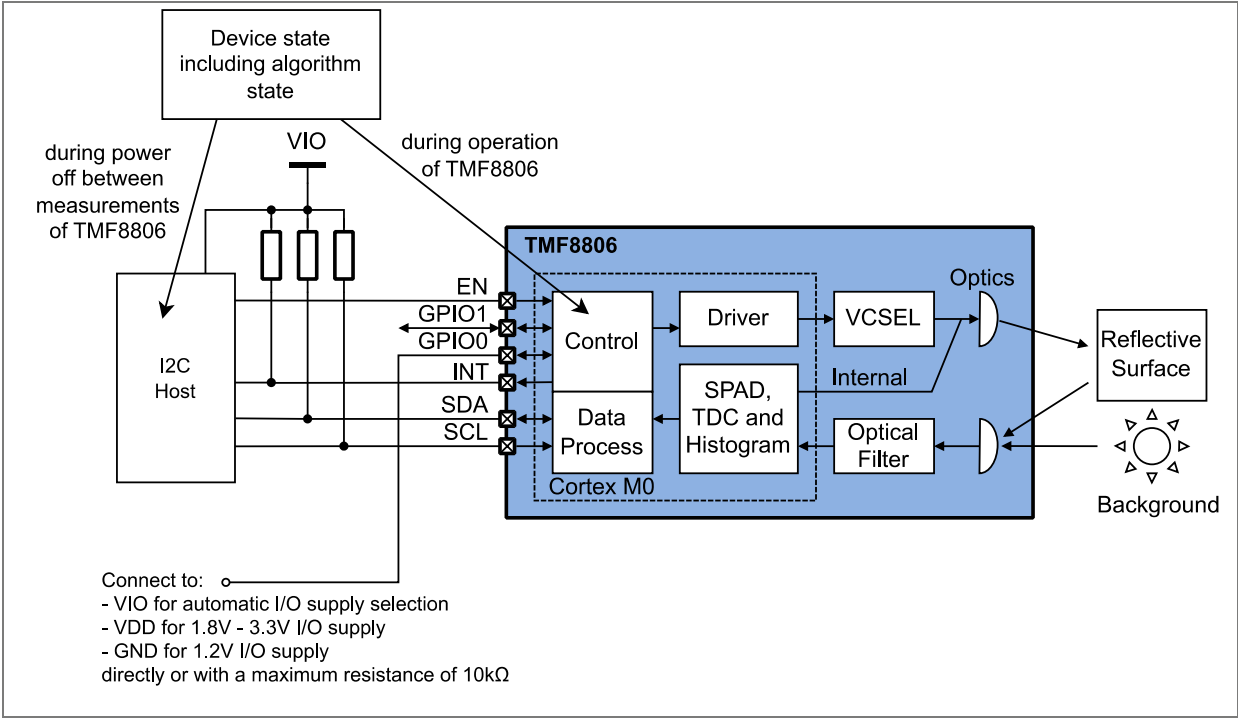 Device state
including algorithm
state
during power
off between
measurements
of TMF8806
VIO
during operation
of TMF8806
TMF8806
EN
GPIO1
GPIO0
INT
SDA
SCL
I2C
Host
Control
Data
Process
Cortex M0
Driver
VCSEL
Optics
Internal
SPAD,
TDC and
Histogram
Optical
Filter
Reflective
Surface
Background
Connect to:
- VIO for automatic I/O supply selection
- VDD for 1.8V - 3.3V I/O supply
- GND for 1.2V I/O supply
directly or with a maximum resistance of 10kΩ